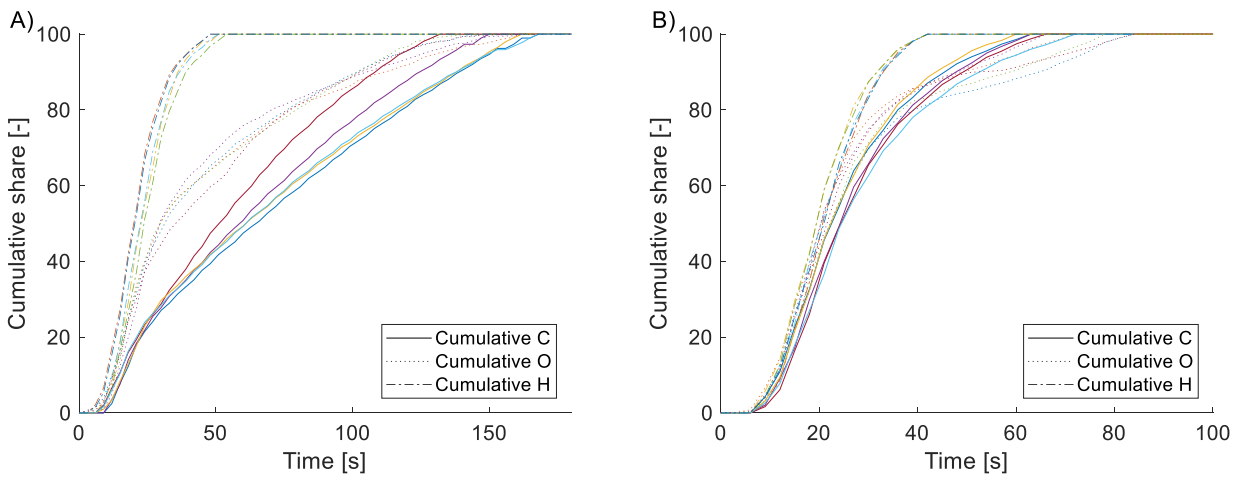 A)
100
80
60
40
20
0
Cumulative share [-]
0 50 100 150
Time [s]
Cumulative C
Cumulative O
Cumulative H
B)
100
80
60
40
20
0
Cumulative share [-]
0 20 40 60 80 100
Time [s]
Cumulative C
Cumulative O
Cumulative H